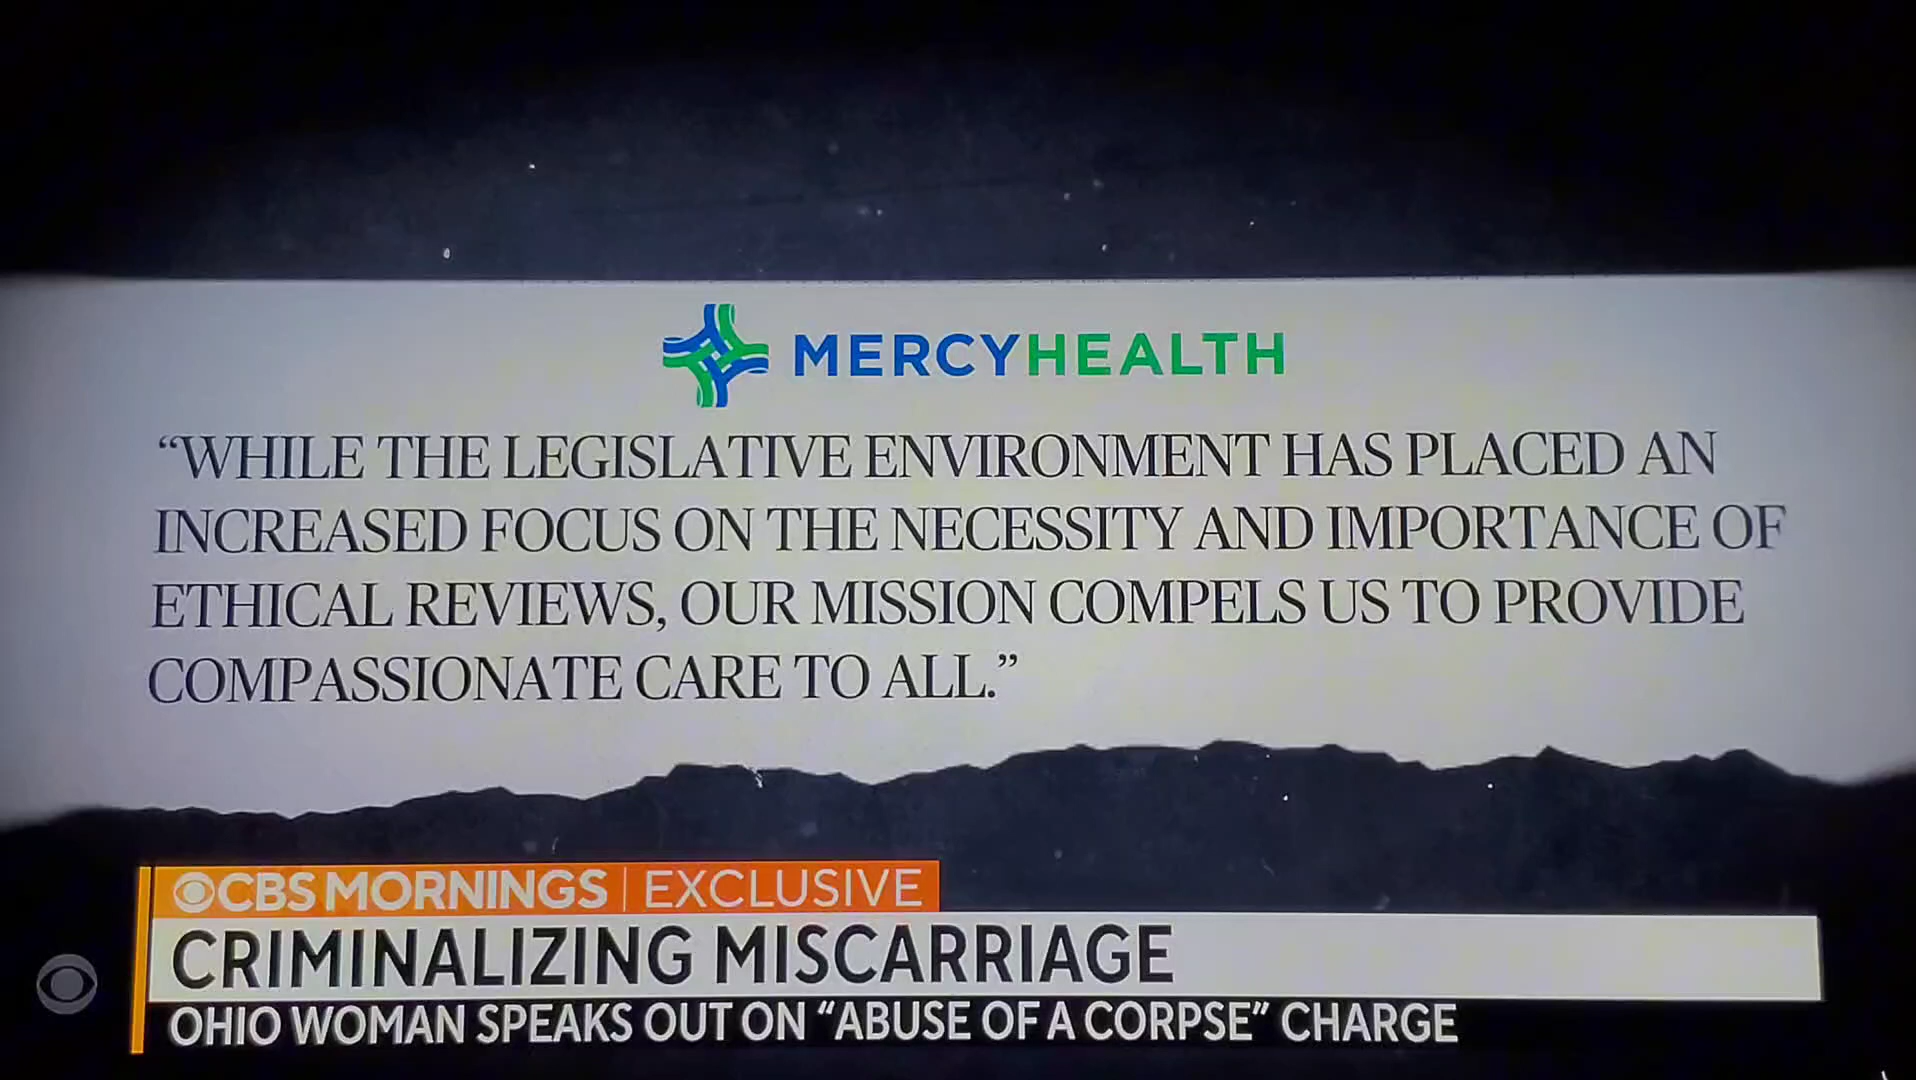 MERCYHEALTH
“WHILE THE LEGISLATIVE ENVIRONMENT HAS PLACED AN
INCREASED FOCUS ON THE NECESSITY AND IMPORTANCE OF
ETHICAL REVIEWS, OUR MISSION COMPELS US TO PROVIDE
COMPASSIONATE CARE TO ALL.”
CBS MORNINGS | EXCLUSIVE
CRIMINALIZING MISCARRIAGE
OHIO WOMAN SPEAKS OUT ON “ABUSE OF A CORPSE” CHARGE